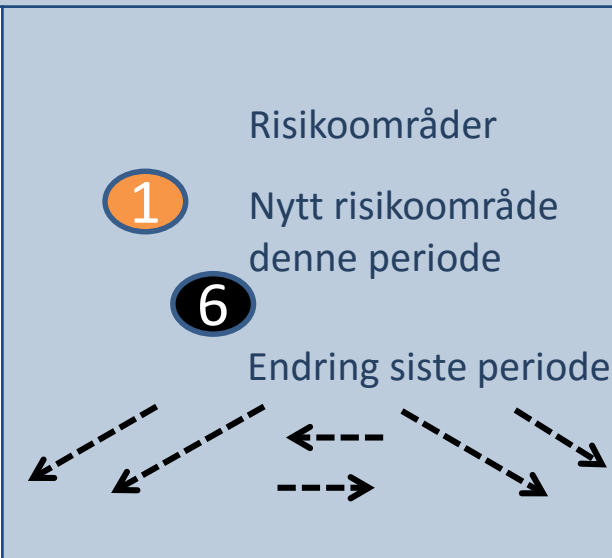 Risikoområder
1
Nytt risikoområde
denne periode
6
Endring siste periode